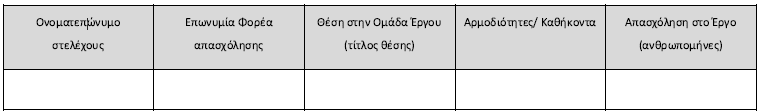 Ονοματεπώνυμο στελέχους
Επωνυμία Φορέα απασχόλησης
Θέση στην Ομάδα Έργου (τίτλος θέσης)
Αρμοδιότητες/ Καθήκοντα
Απασχόληση στο Έργο (ανθρωπομήνες)